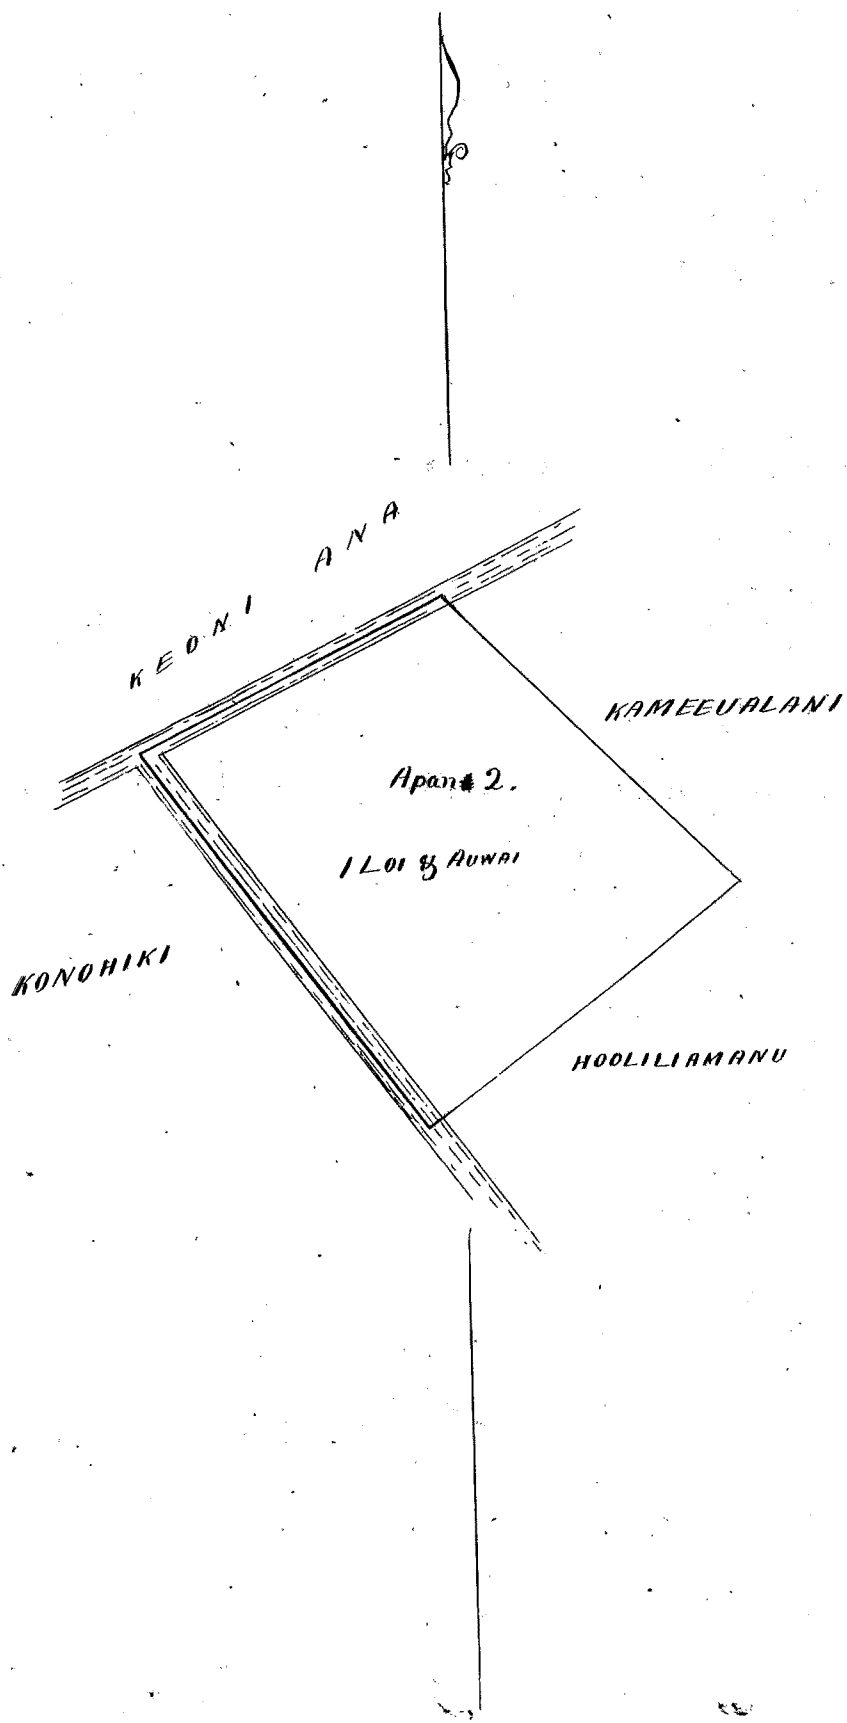 KEONI ANA
KAMEEUALANI
Apana 2.
1 LOI & AUWAI
KONOHIKI
HOOLILIAMANU